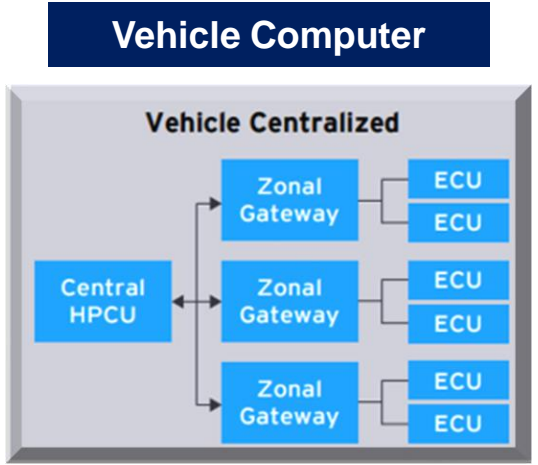 Vehicle Computer
Vehicle Centralized
Central
HPCU
Zonal
Gateway
ECU
ECU
Zonal
Gateway
ECU
ECU
Zonal
Gateway
ECU
ECU